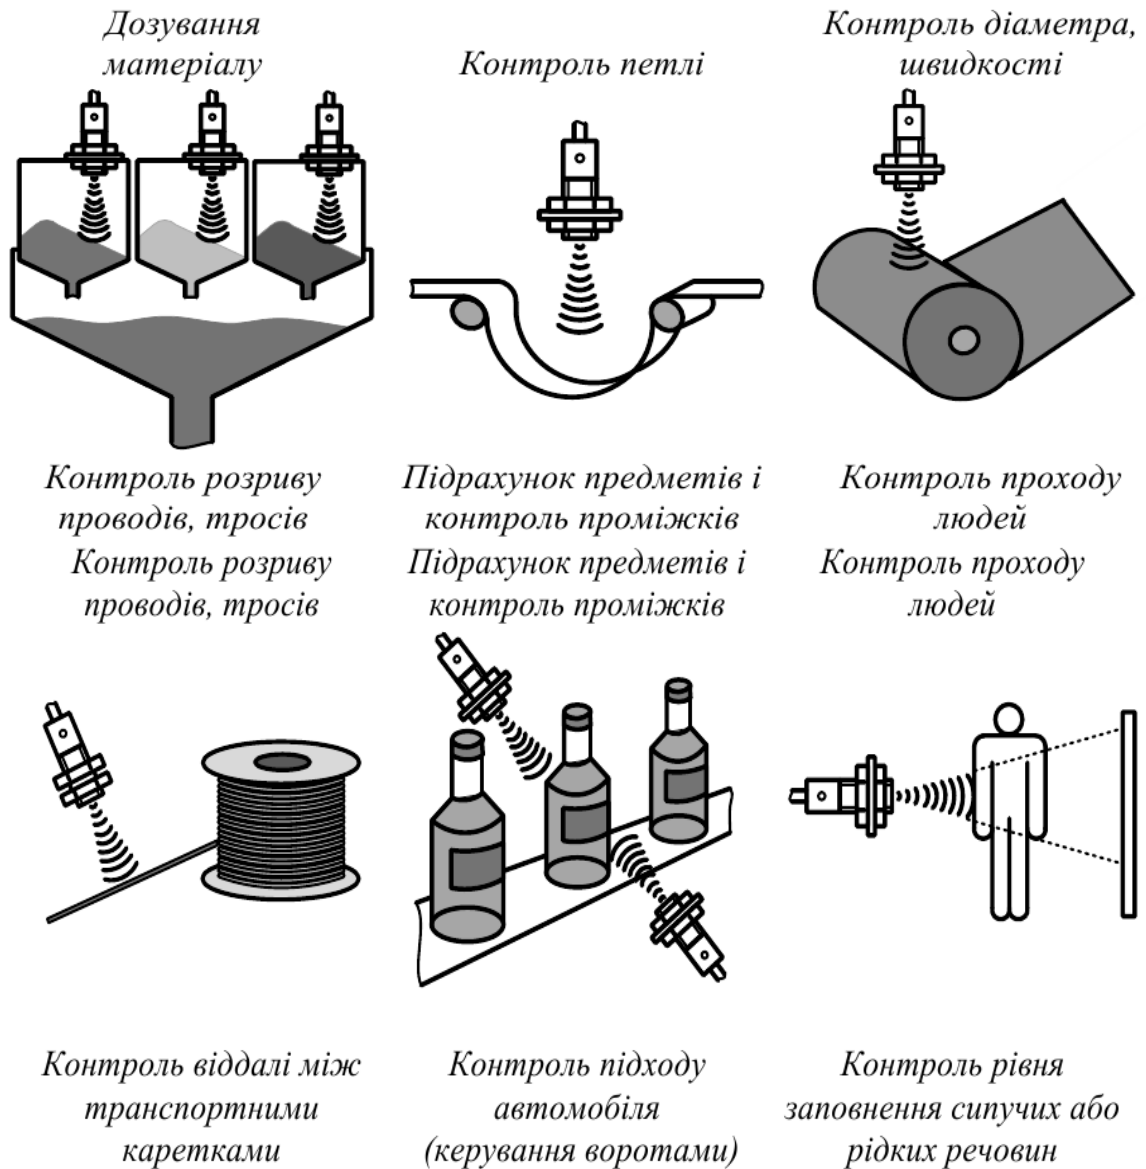 Дозування
матеріалу
Контроль петлі
Контроль діаметра,
швидкості
Контроль розриву
проводів, тросів
Підрахунок предметів і
контроль проміжків
Контроль проходу
людей
Контроль розриву
проводів, тросів
Підрахунок предметів і
контроль проміжків
Контроль проходу
людей
Контроль віддалі між
транспортними
каретками
Контроль підходу
автомобіля
(керування воротами)
Контроль рівня
заповнення сипучих або
рідких речовин